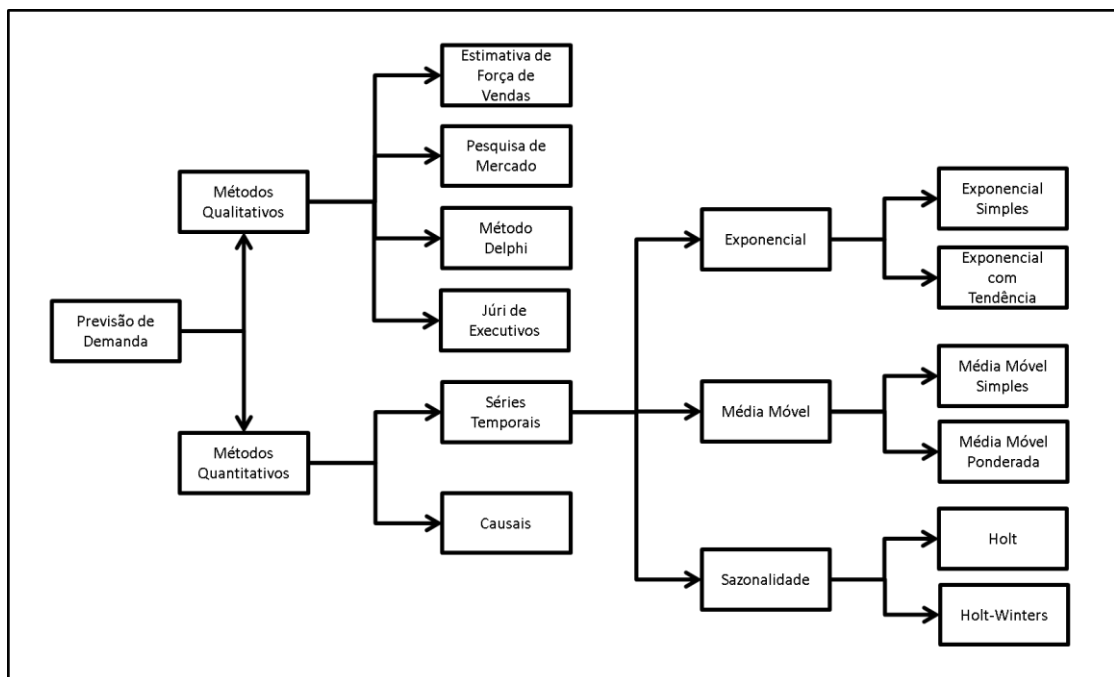 Previsão de
Demanda
Métodos
Qualitativos
Métodos
Quantitativos
Estimativa de
Força de
Vendas
Pesquisa de
Mercado
Método
Delphi
Júri de
Executivos
Séries
Temporais
Causais
Exponencial
Média Móvel
Sazonalidade
Exponencial
Simples
Exponencial
com
Tendência
Média Móvel
Simples
Média Móvel
Ponderada
Holt
Holt-Winters